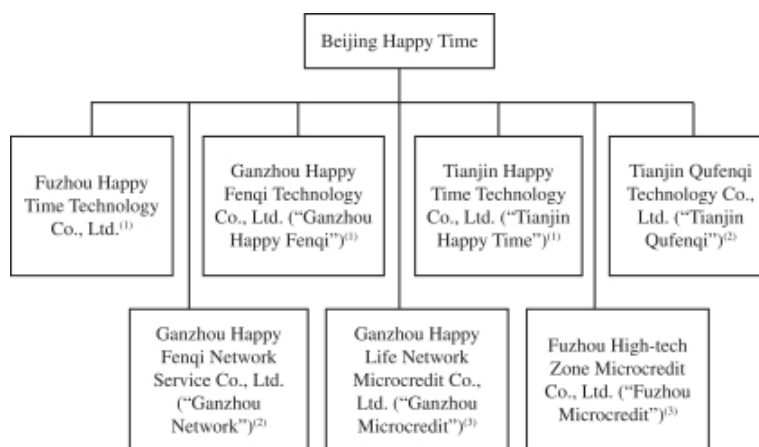 Beijing Happy Time
Fuzhou Happy
Time Technology
Co., Ltd.(1)
Ganzhou Happy
Fenqi Technology
Co., Ltd. (“Ganzhou
Happy Fenqi”)(1)
Tianjin Happy
Time Technology
Co., Ltd. (“Tianjin
Happy Time”)(1)
Tianjin Qufenqi
Technology Co.,
Ltd. (“Tianjin
Qufenqi”)(2)
Ganzhou Happy
Fenqi Network
Service Co., Ltd.
(“Ganzhou
Network”)(2)
Ganzhou Happy
Life Network
Microcredit Co.,
Ltd. (“Ganzhou
Microcredit”)(3)
Fuzhou High-tech
Zone Microcredit
Co., Ltd. (“Fuzhou
Microcredit”)(3)